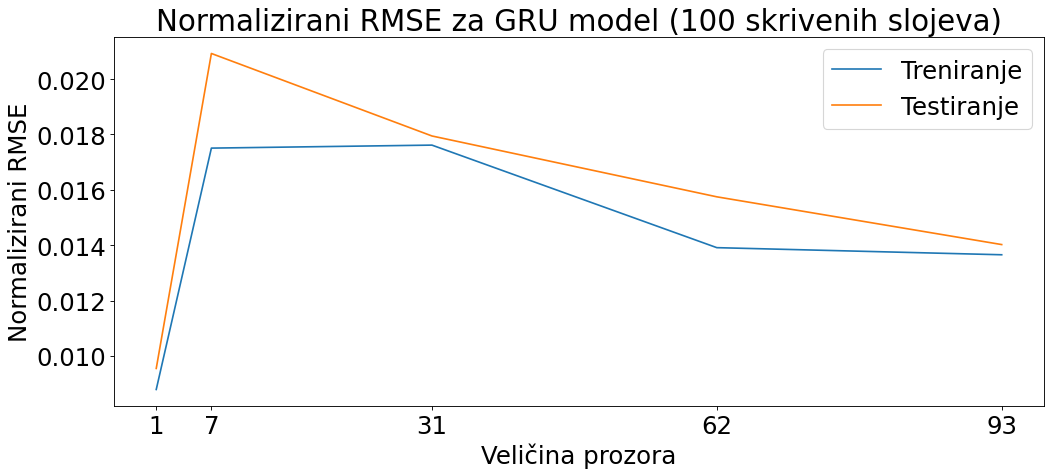 Normalizirani RMSE za GRU model (100 skrivenih slojeva)
Treniranje
Testiranje
Normalizirani RMSE
0.020
0.018
0.016
0.014
0.012
0.010
1 7 31 62 93
Veličina prozora